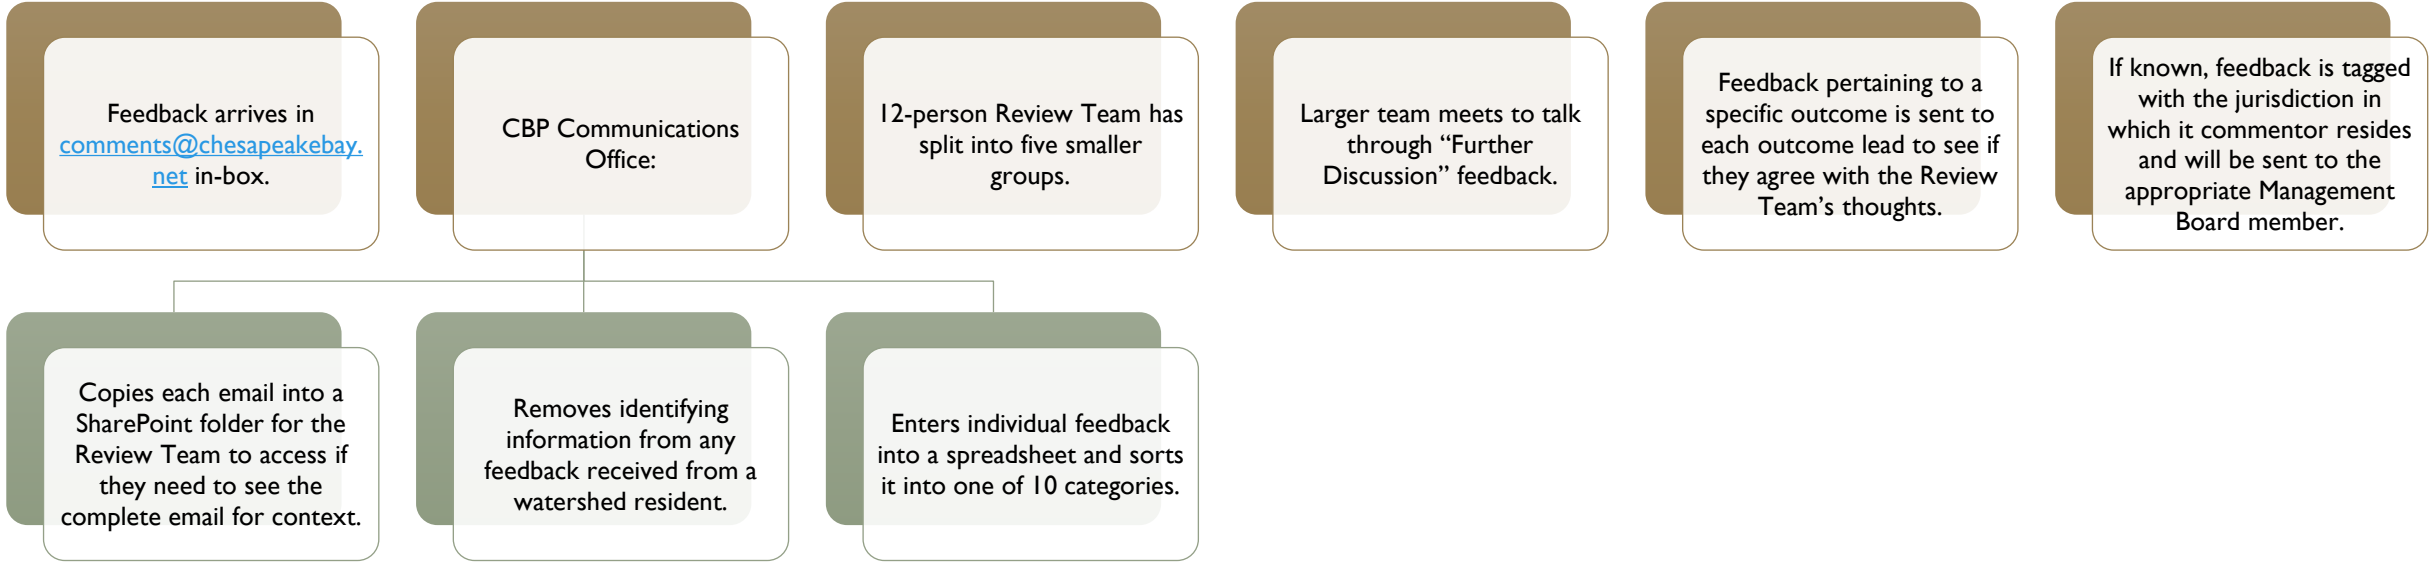 Feedback arrives in
comments@chesapeakebay.
net in-box.
CBP Communications
Office:
12-person Review Team has
split into five smaller
groups.
Larger team meets to talk
through “Further
Discussion” feedback.
Feedback pertaining to a
specific outcome is sent to
each outcome lead to see if
they agree with the Review
Team’s thoughts.
If known, feedback is tagged
with the jurisdiction in
which it commentor resides
and will be sent to the
appropriate Management
Board member.
Copies each email into a
SharePoint folder for the
Review Team to access if
they need to see the
complete email for context.
Removes identifying
information from any
feedback received from a
watershed resident.
Enters individual feedback
into a spreadsheet and sorts
it into one of 10 categories.